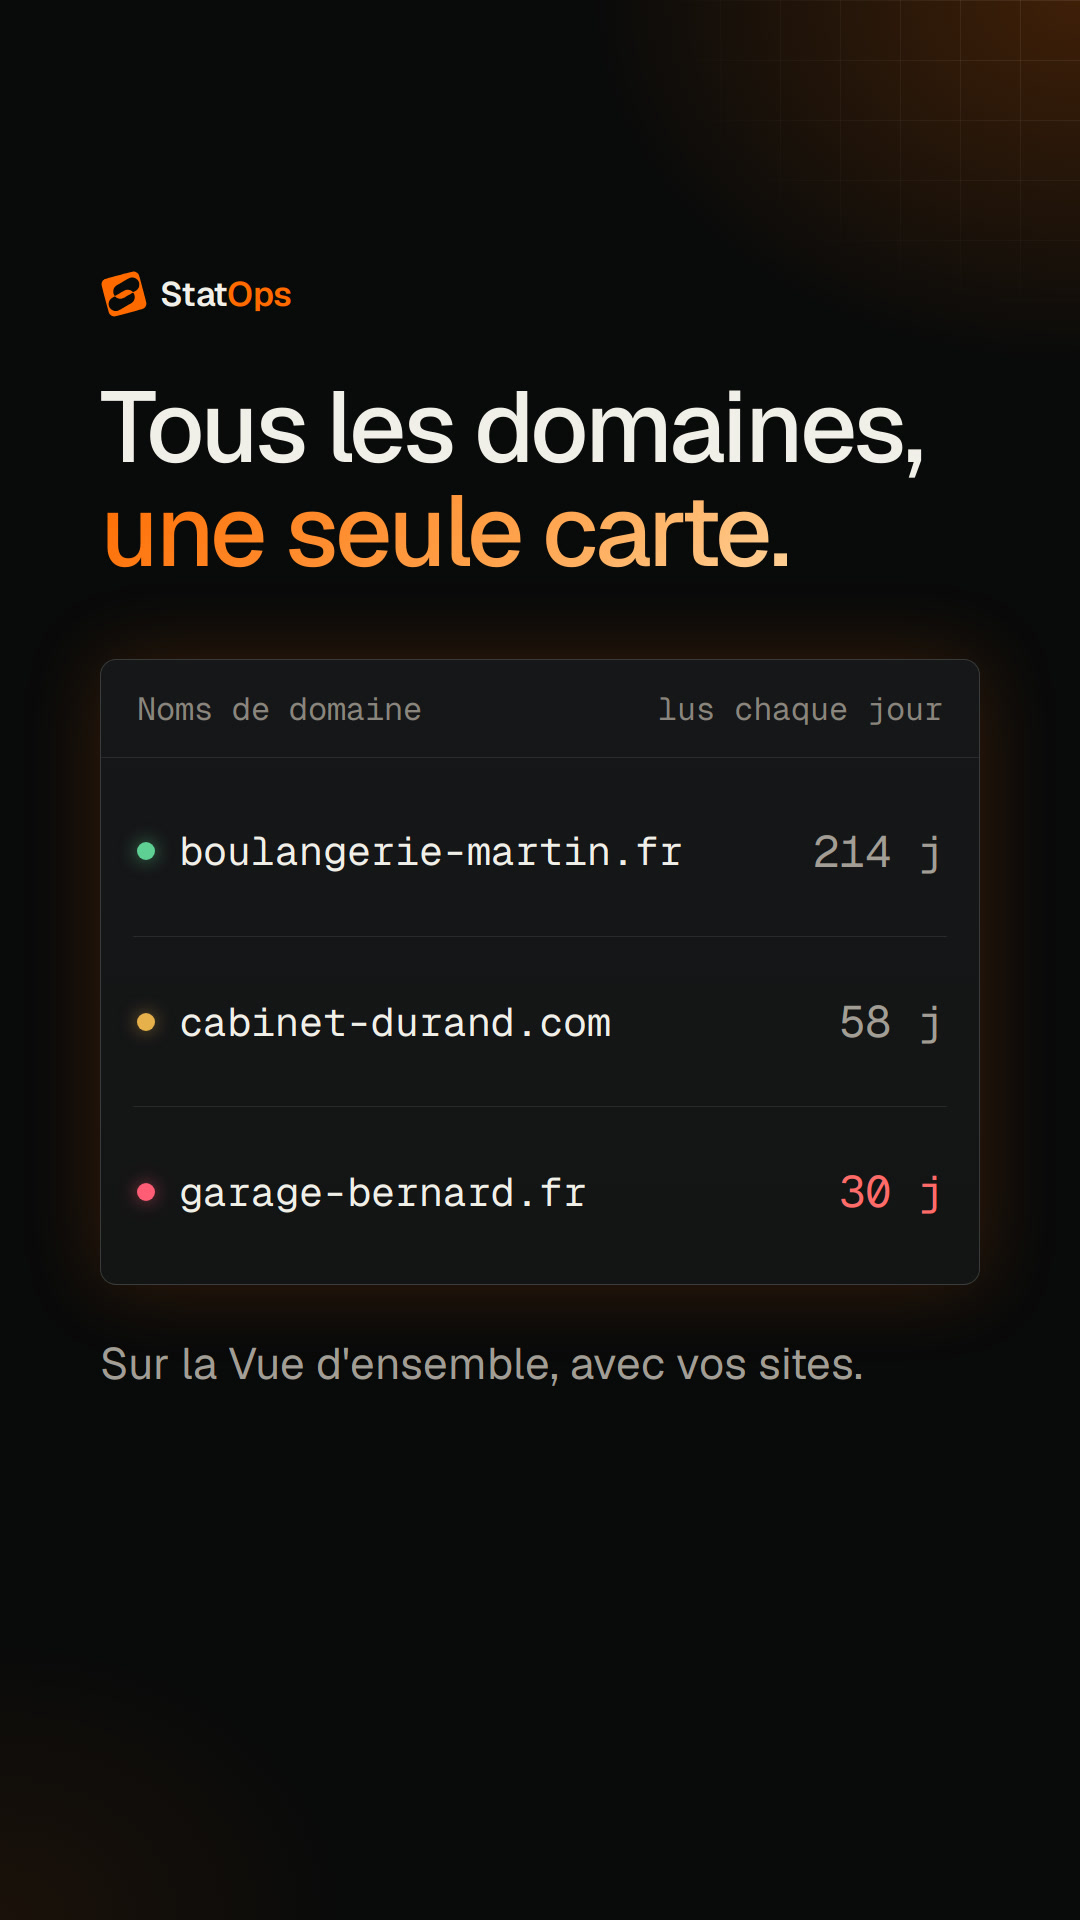 StatOps
Tous les domaines,
une seule carte.
Noms de domaine lus chaque jour
boulangerie-martin.fr 214 j
cabinet-durand.com 58 j
garage-bernard.fr 30 j
Sur la Vue d'ensemble, avec vos sites.